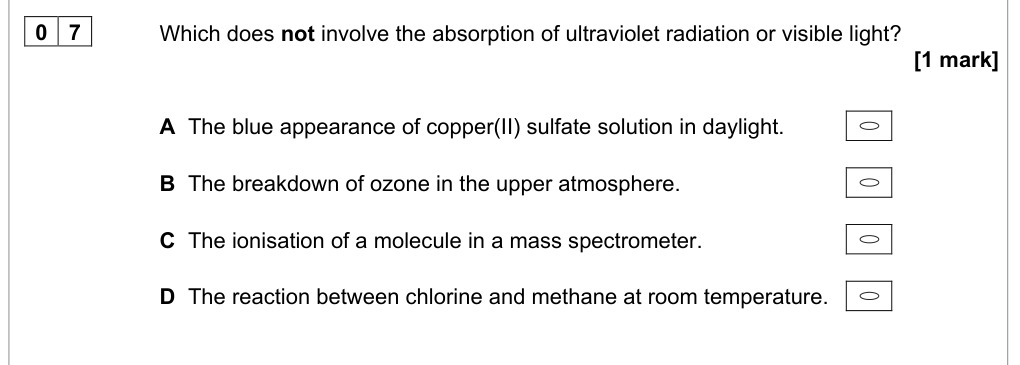 0 7 Which does not involve the absorption of ultraviolet radiation or visible light?
[1 mark]
A The blue appearance of copper(II) sulfate solution in daylight.
B The breakdown of ozone in the upper atmosphere.
C The ionisation of a molecule in a mass spectrometer.
D The reaction between chlorine and methane at room temperature.